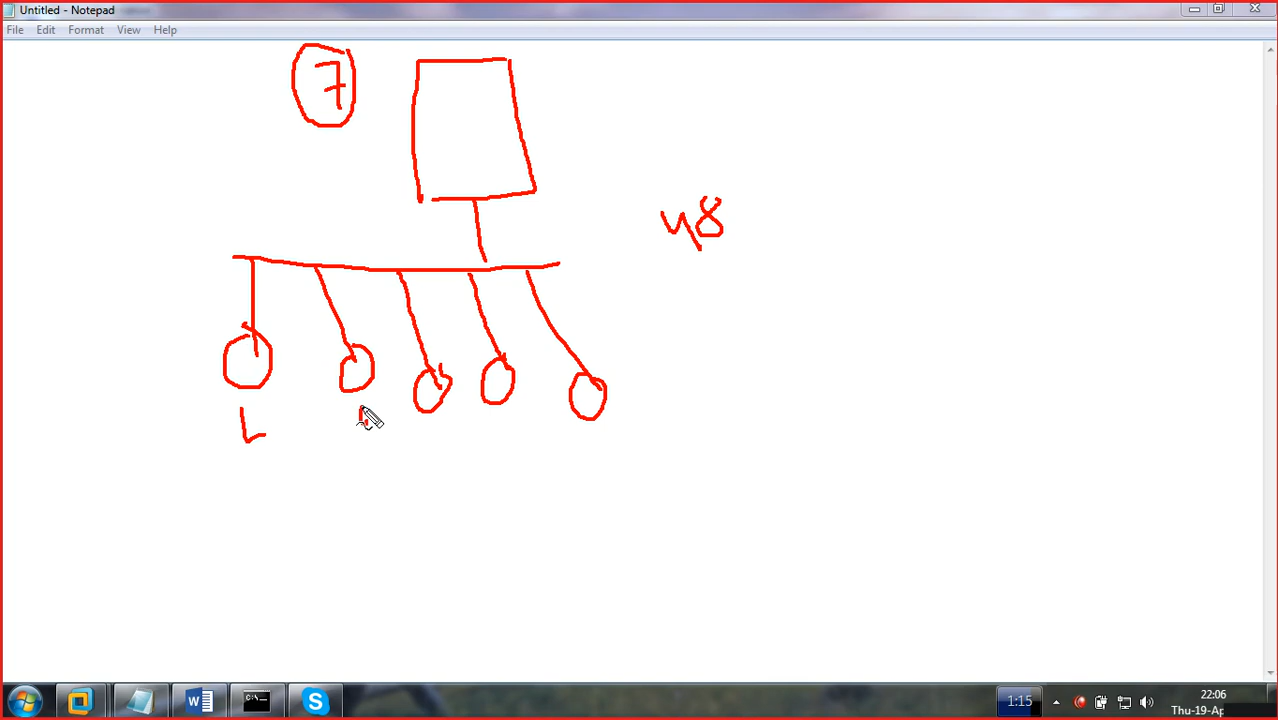 Untitled - Notepad
File Edit Format View Help
7
48
L
C:\
W
S
1:15
22:06
Thu-19-Ap